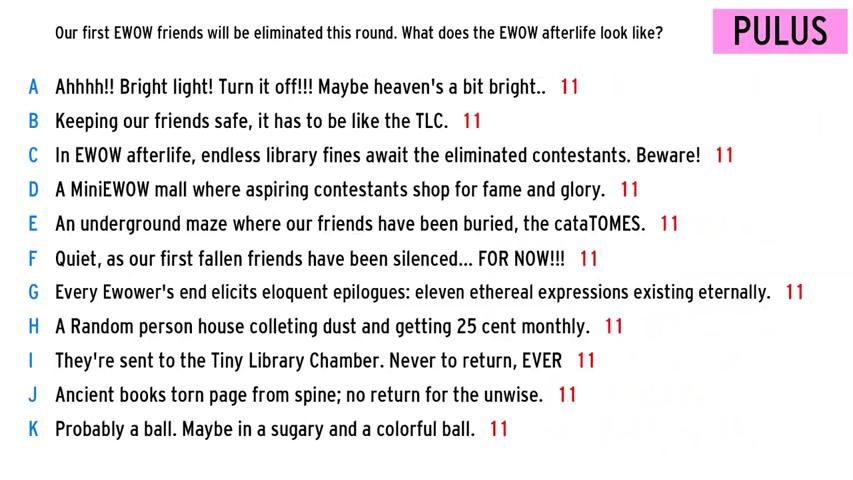 Our first EWOW friends will be eliminated this round. What does the EWOW afterlife look like?
PULUS
A Ahhhh!! Bright light! Turn it off!!! Maybe heaven's a bit bright.. 11
B Keeping our friends safe, it has to be like the TLC. 11
C In EWOW afterlife, endless library fines await the eliminated contestants. Beware! 11
D A MiniEWOW mall where aspiring contestants shop for fame and glory. 11
E An underground maze where our friends have been buried, the cataTOMES. 11
F Quiet, as our first fallen friends have been silenced... FOR NOW!!! 11
G Every Ewower's end elicits eloquent epilogues: eleven ethereal expressions existing eternally. 11
H A Random person house colleting dust and getting 25 cent monthly. 11
I They're sent to the Tiny Library Chamber. Never to return, EVER 11
J Ancient books torn page from spine; no return for the unwise. 11
K Probably a ball. Maybe in a sugary and a colorful ball. 11